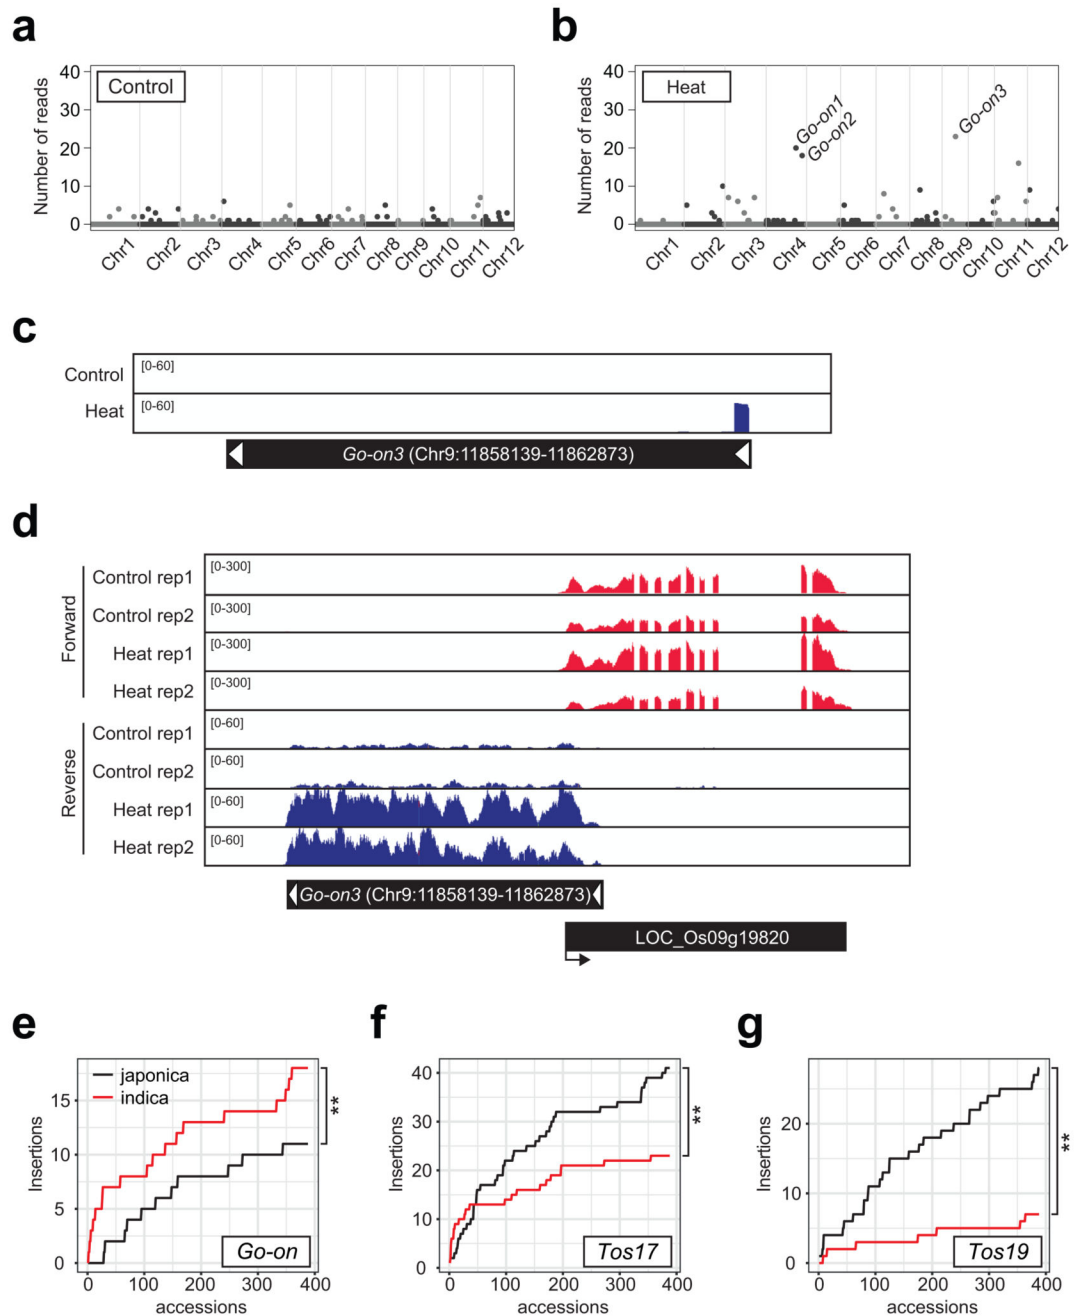 a
b
Number of reads
40
30
20
10
0
Control
Chr1
Chr2
Chr3
Chr4
Chr5
Chr6
Chr7
Chr8
Chr9
Chr10
Chr11
Chr12
Number of reads
40
30
20
10
0
Heat
Go-on1
Go-on2
Go-on3
Chr1
Chr2
Chr3
Chr4
Chr5
Chr6
Chr7
Chr8
Chr9
Chr10
Chr11
Chr12
c
Control
[0-60]
Heat
[0-60]
Go-on3 (Chr9:11858139-11862873)
d
Forward
Control rep1
[0-300]
Control rep2
[0-300]
Heat rep1
[0-300]
Heat rep2
[0-300]
Reverse
Control rep1
[0-60]
Control rep2
[0-60]
Heat rep1
[0-60]
Heat rep2
[0-60]
Go-on3 (Chr9:11858139-11862873)
LOC_Os09g19820
e
Insertions
15
10
5
0
japonica
indica
**
Go-on
0 100 200 300 400
accessions
f
Insertions
40
30
20
10
0
**
Tos17
0 100 200 300 400
accessions
g
Insertions
20
10
0
**
Tos19
0 100 200 300 400
accessions